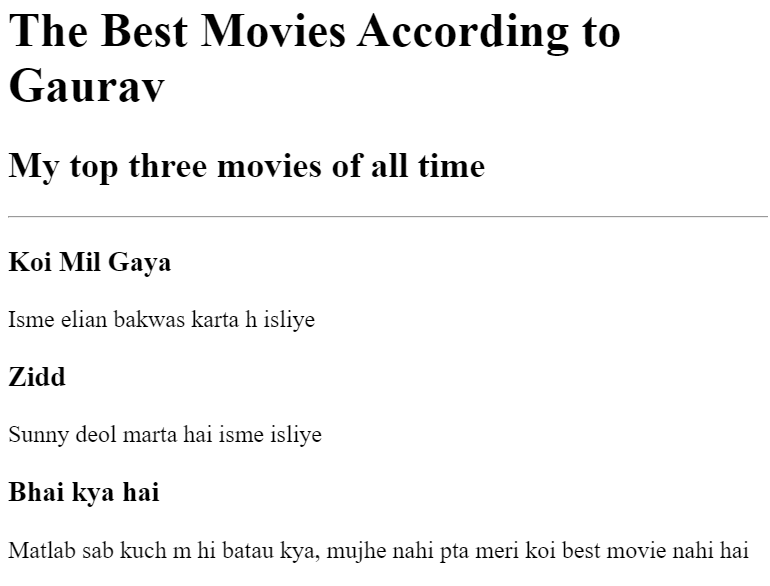 The Best Movies According to
Gaurav
My top three movies of all time
Koi Mil Gaya
Isme elian bakwas karta h isliye
Zidd
Sunny deol marta hai isme isliye
Bhai kya hai
Matlab sab kuch m hi batau kya, mujhe nahi pta meri koi best movie nahi hai